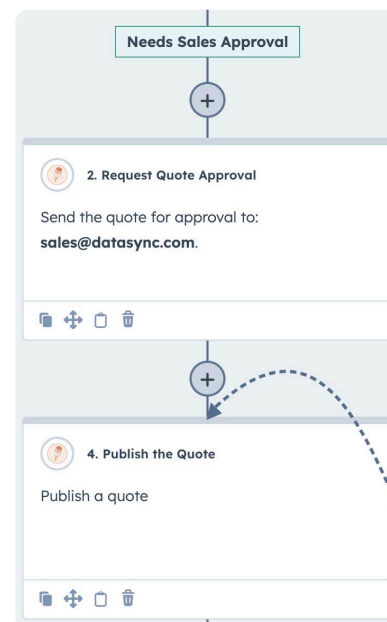 Needs Sales Approval
2. Request Quote Approval
Send the quote for approval to:
sales@datasync.com.
4. Publish the Quote
Publish a quote